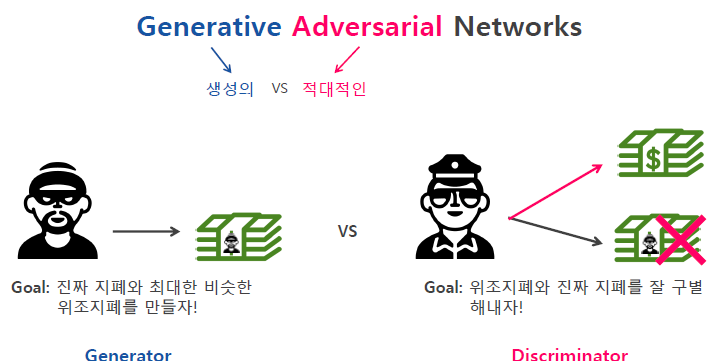 Generative Adversarial Networks
생성의 VS 적대적인
$
VS
Goal: 진짜 지폐와 최대한 비슷한
위조지폐를 만들자!
Goal: 위조지폐와 진짜 지폐를 잘 구별
해내자!
Generator
Discriminator